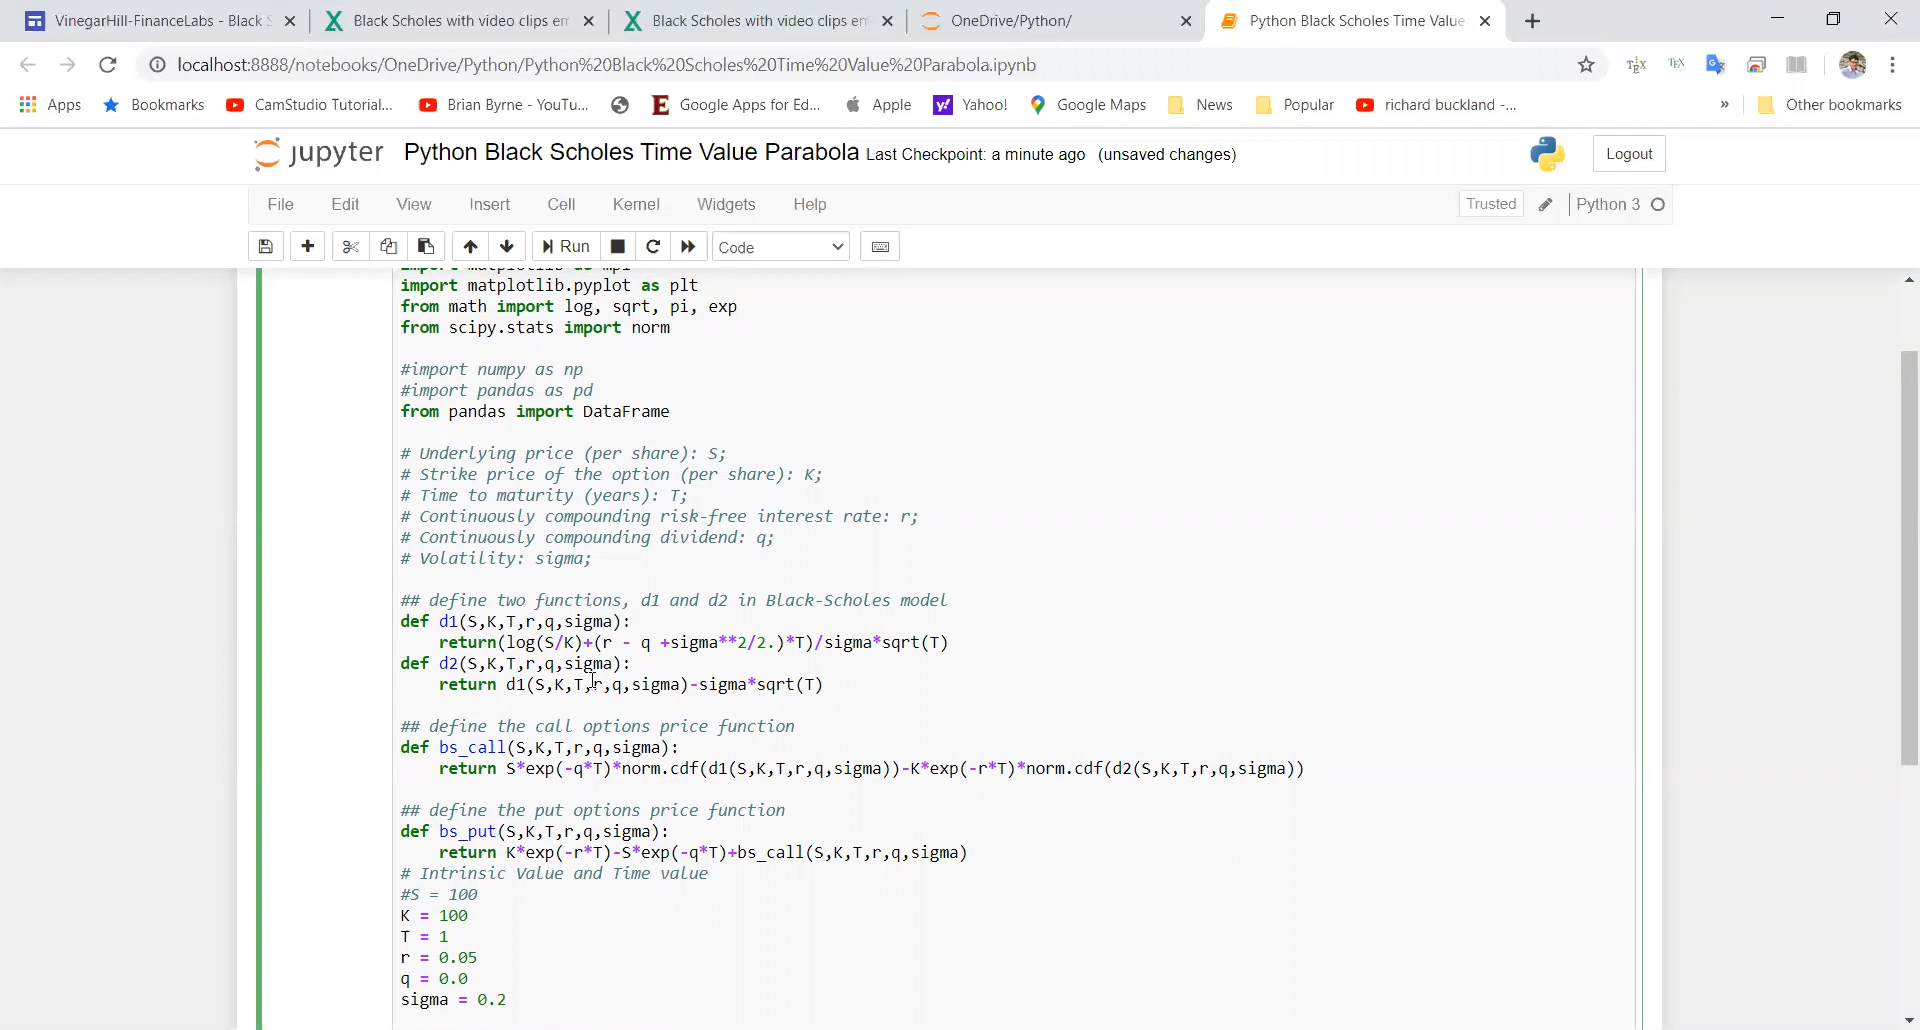 VinegarHill-FinanceLabs - Black S
Black Scholes with video clips em
Black Scholes with video clips em
OneDrive/Python/
Python Black Scholes Time Value
localhost:8888/notebooks/OneDrive/Python/Python%20Black%20Scholes%20Time%20Value%20Parabola.ipynb
Apps
Bookmarks
CamStudio Tutorial...
Brian Byrne - YouTu...
Google Apps for Ed...
Apple
Yahoo!
Google Maps
News
Popular
richard buckland -...
»
Other bookmarks
jupyter
Python Black Scholes Time Value Parabola Last Checkpoint: a minute ago (unsaved changes)
Logout
File Edit View Insert Cell Kernel Widgets Help
Trusted
Python 3
Run
Code
import matplotlib as mpl
import matplotlib.pyplot as plt
from math import log, sqrt, pi, exp
from scipy.stats import norm
#import numpy as np
#import pandas as pd
from pandas import DataFrame
# Underlying price (per share): S;
# Strike price of the option (per share): K;
# Time to maturity (years): T;
# Continuously compounding risk-free interest rate: r;
# Continuously compounding dividend: q;
# Volatility: sigma;
## define two functions, d1 and d2 in Black-Scholes model
def d1(S,K,T,r,q,sigma):
return(log(S/K)+(r - q +sigma**2/2.)*T)/sigma*sqrt(T)
def d2(S,K,T,r,q,sigma):
return d1(S,K,T,r,q,sigma)-sigma*sqrt(T)
## define the call options price function
def bs_call(S,K,T,r,q,sigma):
return S*exp(-q*T)*norm.cdf(d1(S,K,T,r,q,sigma))-K*exp(-r*T)*norm.cdf(d2(S,K,T,r,q,sigma))
## define the put options price function
def bs_put(S,K,T,r,q,sigma):
return K*exp(-r*T)-S*exp(-q*T)+bs_call(S,K,T,r,q,sigma)
# Intrinsic Value and Time value
#S = 100
K = 100
T = 1
r = 0.05
q = 0.0
sigma = 0.2